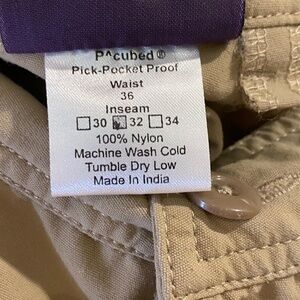 P^cubed®
Pick-Pocket Proof
Waist
36
Inseam
☐ 30 ☒ 32 ☐ 34
100% Nylon
Machine Wash Cold
Tumble Dry Low
Made In India